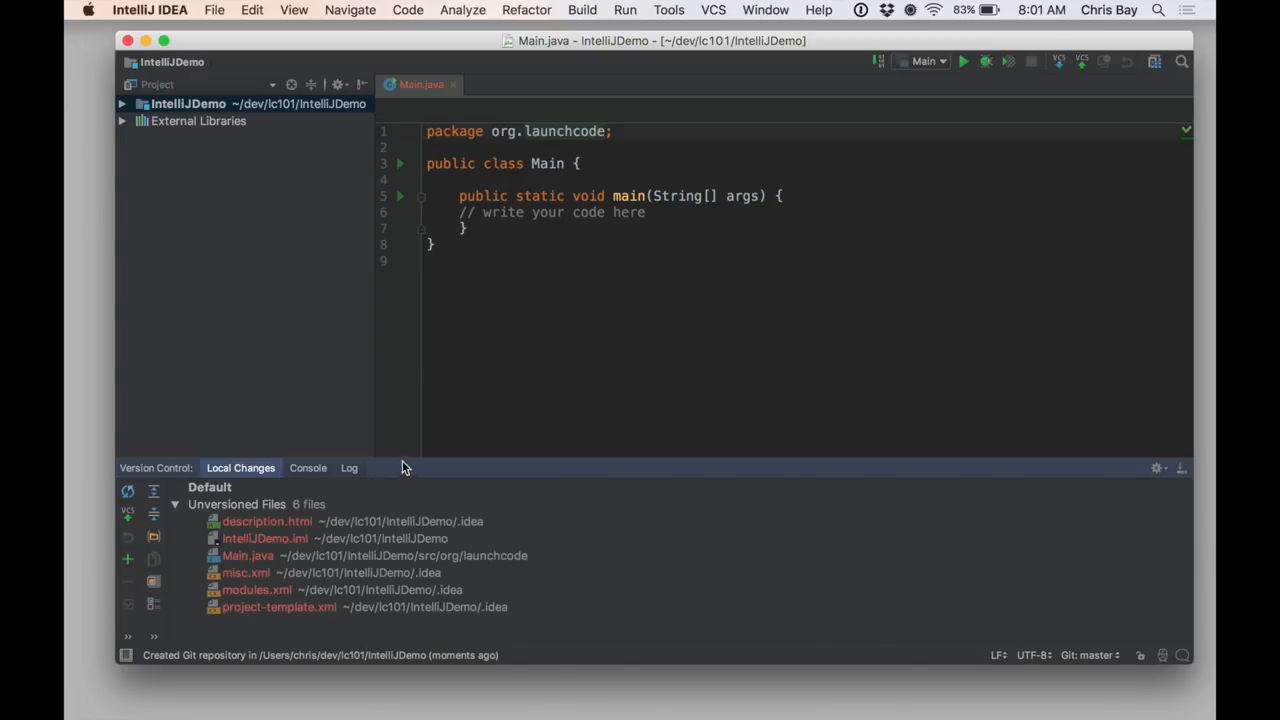 IntelliJ IDEA File Edit View Navigate Code Analyze Refactor Build Run Tools VCS Window Help 83% 8:01 AM Chris Bay
Main.java - IntelliJDemo - [~/dev/lc101/IntelliJDemo]
IntelliJDemo Main VCS VCS
Project Main.java
IntelliJDemo ~/dev/lc101/IntelliJDemo
External Libraries
1 package org.launchcode;
2
3 public class Main {
4
5 public static void main(String[] args) {
6 // write your code here
7 }
8 }
9
Version Control: Local Changes Console Log
Default
Unversioned Files 6 files
VCS
description.html ~/dev/lc101/IntelliJDemo/.idea
IntelliJDemo.iml ~/dev/lc101/IntelliJDemo
Main.java ~/dev/lc101/IntelliJDemo/src/org/launchcode
misc.xml ~/dev/lc101/IntelliJDemo/.idea
modules.xml ~/dev/lc101/IntelliJDemo/.idea
project-template.xml ~/dev/lc101/IntelliJDemo/.idea
Created Git repository in /Users/chris/dev/lc101/IntelliJDemo (moments ago) LF UTF-8 Git: master